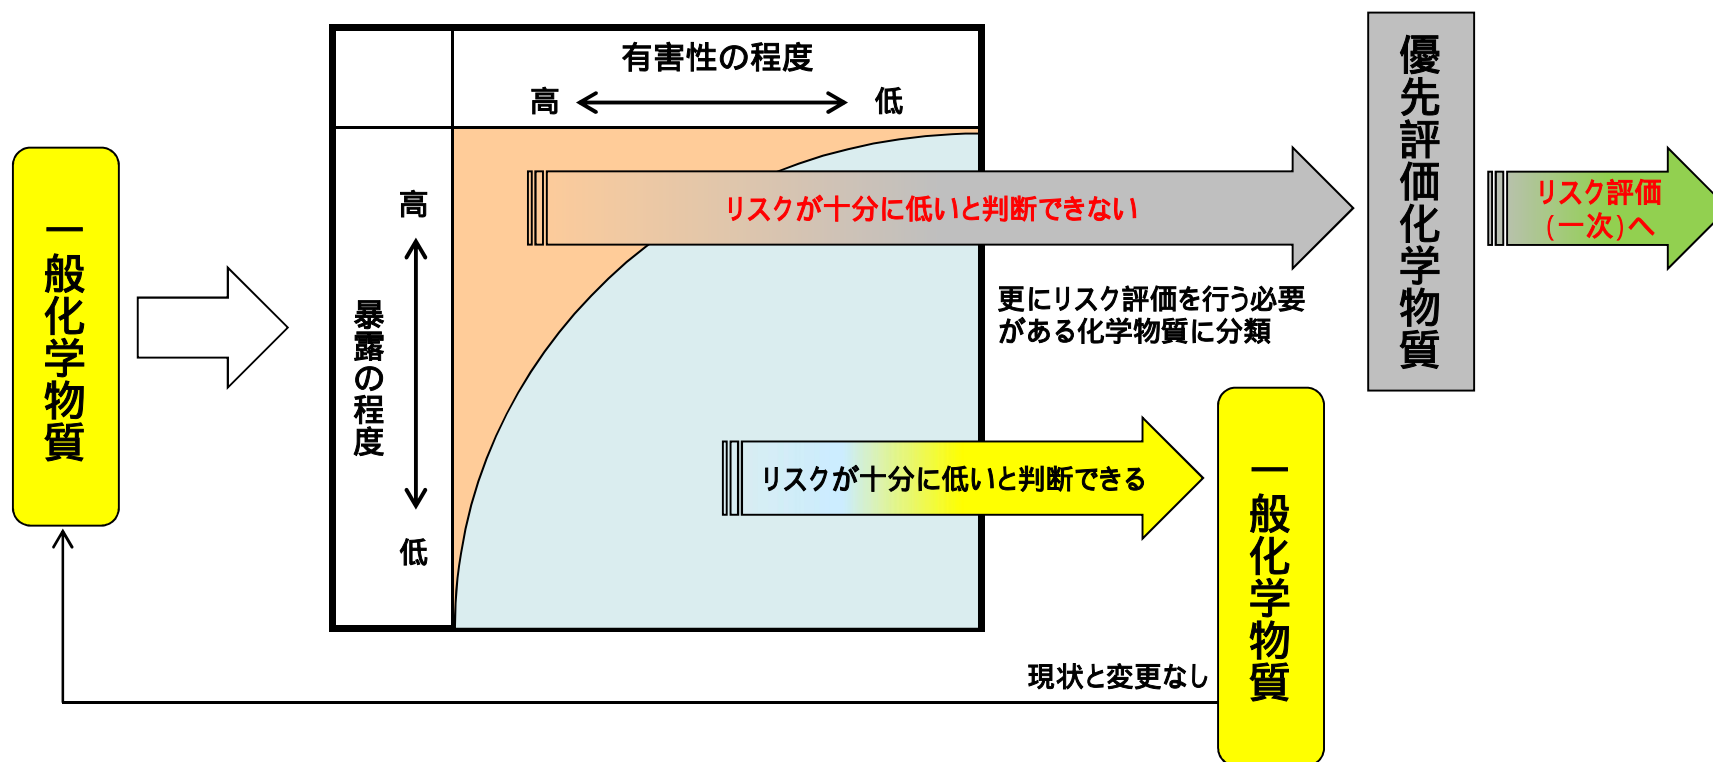 一般化学物質
有害性の程度
高
低
暴露の程度
高
低
リスクが十分に低いと判断できない
更にリスク評価を行う必要
がある化学物質に分類
優先評価化学物質
リスク評価
(一次)へ
リスクが十分に低いと判断できる
一般化学物質
現状と変更なし